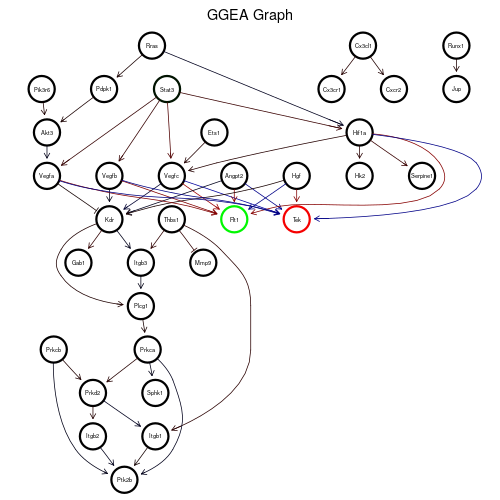 GGEA Graph
Rras
Cx3cl1
Runx1
Pik3r6
Pdpk1
Stat3
Cx3cr1
Cxcr2
Jup
Akt3
Ets1
Hif1a
Vegfa
Vegfb
Vegfc
Angpt2
Hgf
Hk2
Serpine1
Kdr
Thbs1
Flt1
Tek
Gab1
Itgb3
Mmp9
Plcg1
Prkcb
Prkca
Prkd2
Sphk1
Itgb2
Itgb1
Ptk2b